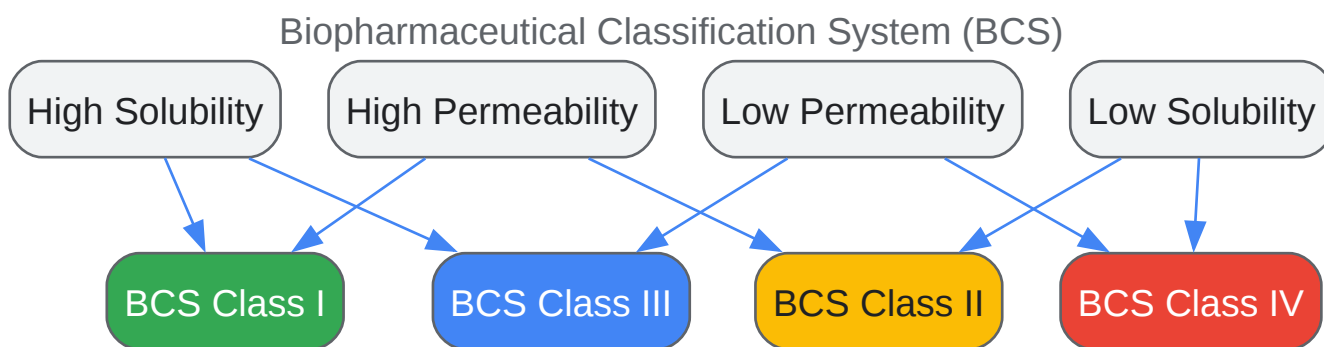 Biopharmaceutical Classification System (BCS)
High Solubility
High Permeability
Low Permeability
Low Solubility
BCS Class I
BCS Class III
BCS Class II
BCS Class IV